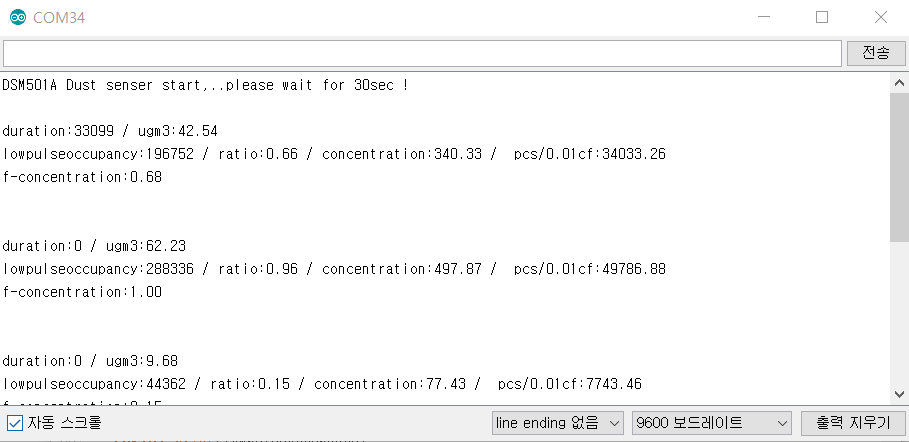 COM34
전송
DSM501A Dust senser start,..please wait for 30sec !
duration:33099 / ugm3:42.54
lowpulseoccupancy:196752 / ratio:0.66 / concentration:340.33 /  pcs/0.01cf:34033.26
f-concentration:0.68
duration:0 / ugm3:62.23
lowpulseoccupancy:288336 / ratio:0.96 / concentration:497.87 /  pcs/0.01cf:49786.88
f-concentration:1.00
duration:0 / ugm3:9.68
lowpulseoccupancy:44362 / ratio:0.15 / concentration:77.43 /  pcs/0.01cf:7743.46
f-concentration:0.15
자동 스크롤
line ending 없음
9600 보드레이트
출력 지우기